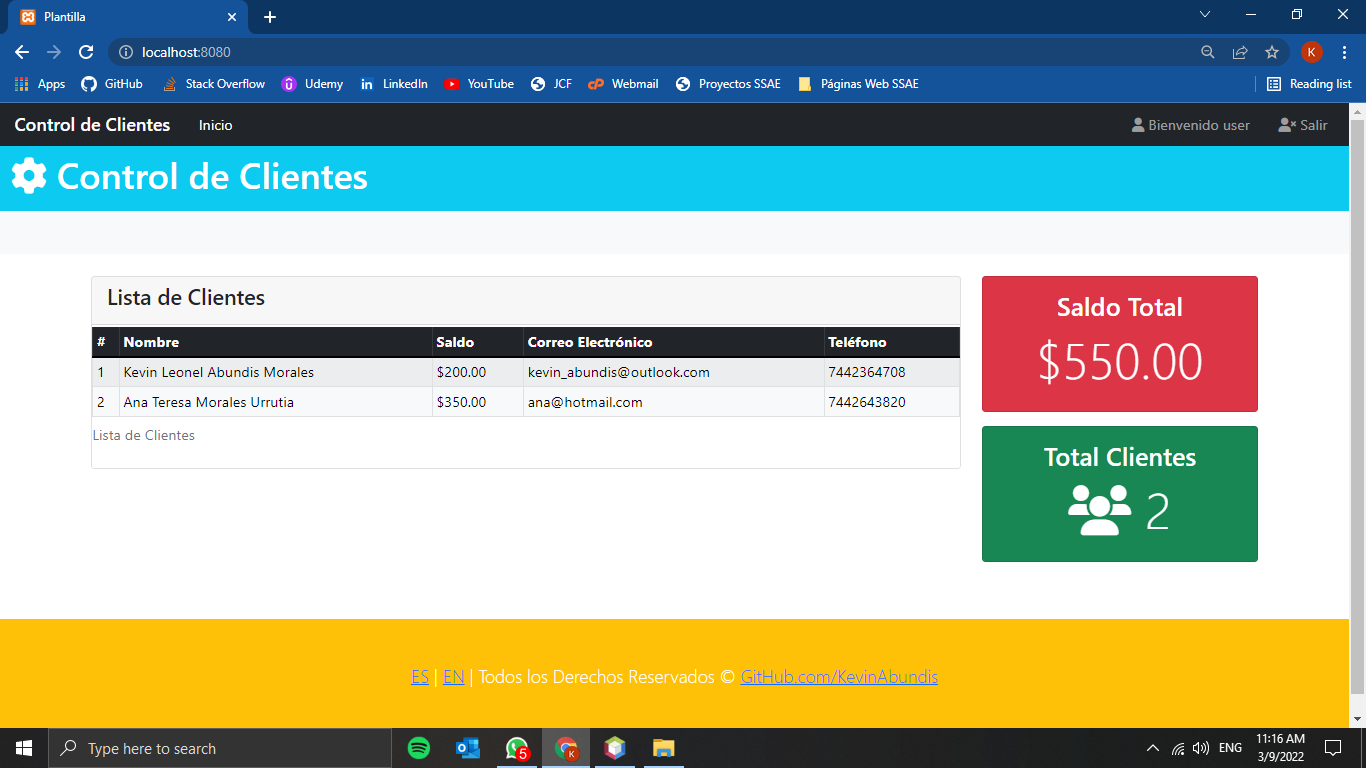 Plantilla
localhost:8080
K
Apps GitHub Stack Overflow Udemy LinkedIn YouTube JCF Webmail Proyectos SSAE Páginas Web SSAE Reading list
Control de Clientes Inicio Bienvenido user Salir
Control de Clientes
Lista de Clientes
# Nombre Saldo Correo Electrónico Teléfono
1 Kevin Leonel Abundis Morales $200.00 kevin_abundis@outlook.com 7442364708
2 Ana Teresa Morales Urrutia $350.00 ana@hotmail.com 7442643820
Lista de Clientes
Saldo Total
$550.00
Total Clientes
2
ES | EN | Todos los Derechos Reservados © GitHub.com/KevinAbundis
Type here to search
5
K
ENG
11:16 AM
3/9/2022